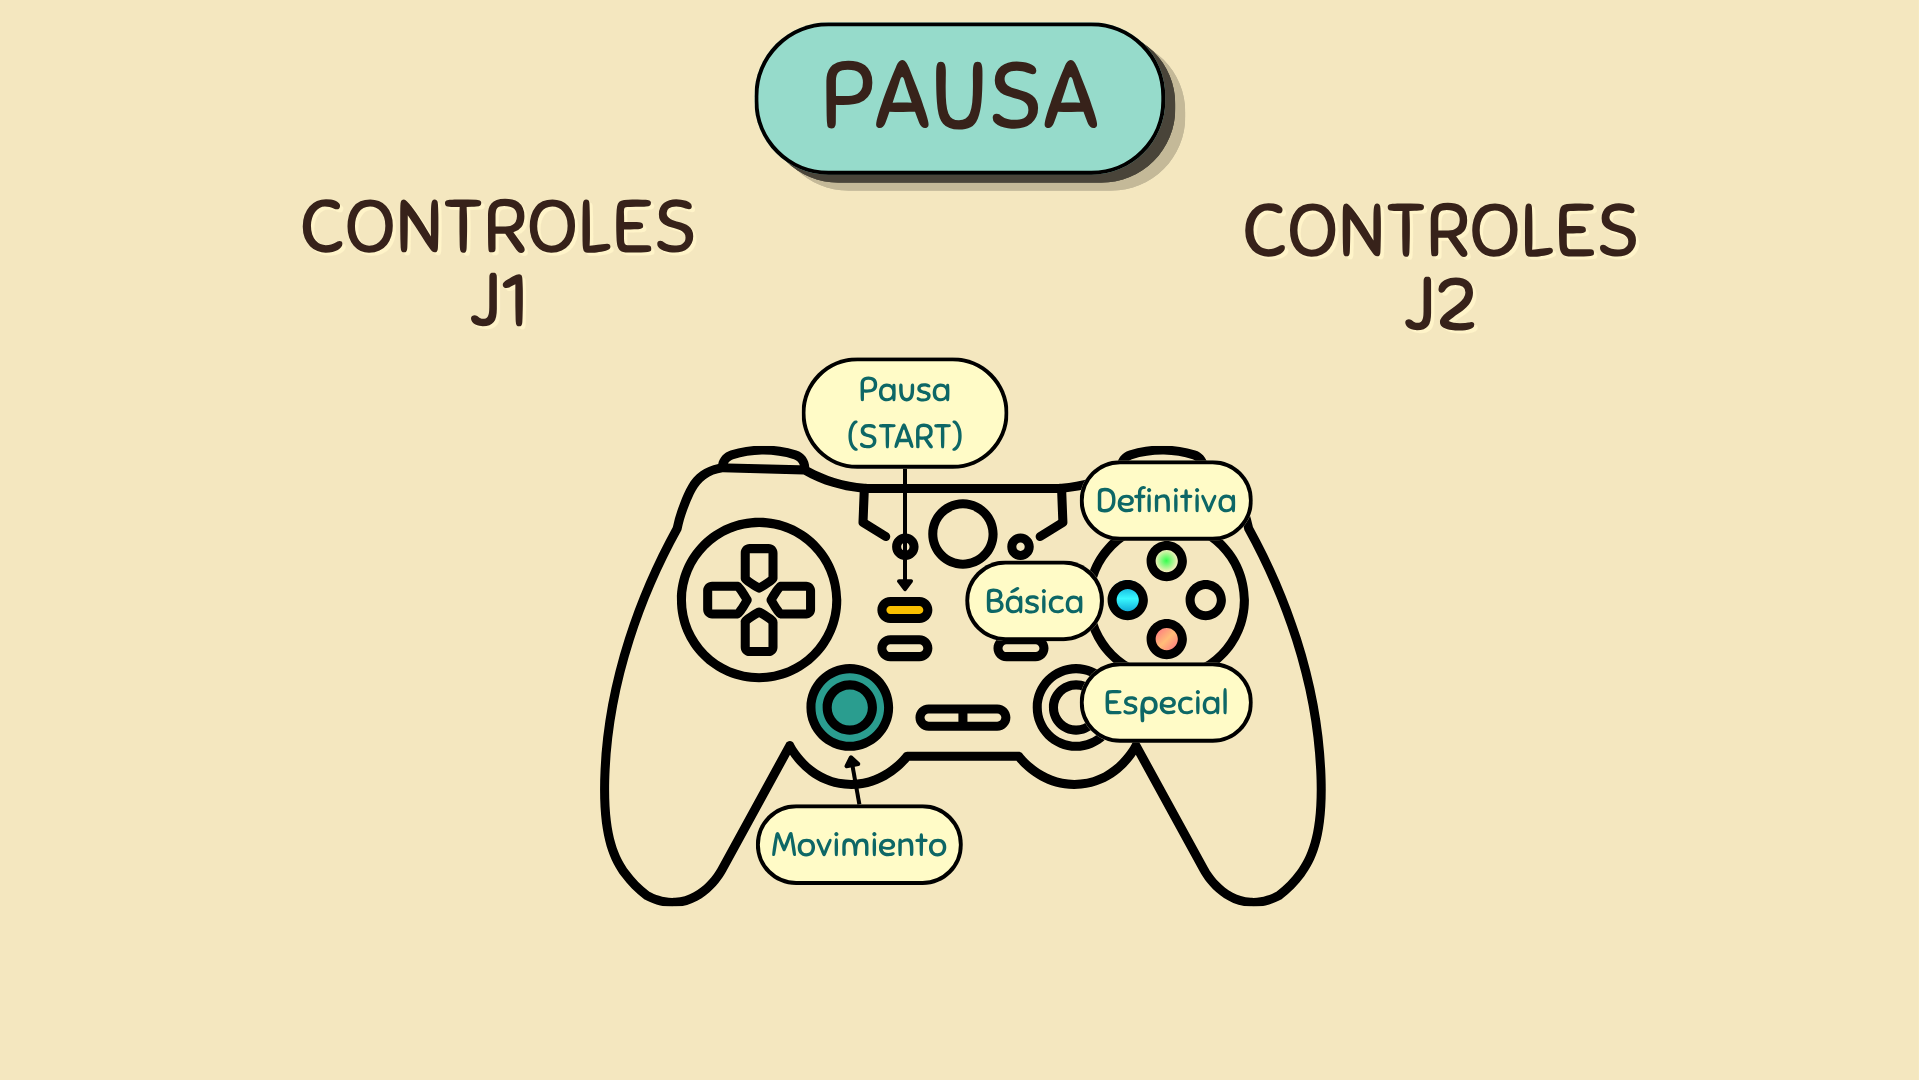 PAUSA
CONTROLES
J1
CONTROLES
J2
Pausa
(START)
Definitiva
Básica
Especial
Movimiento